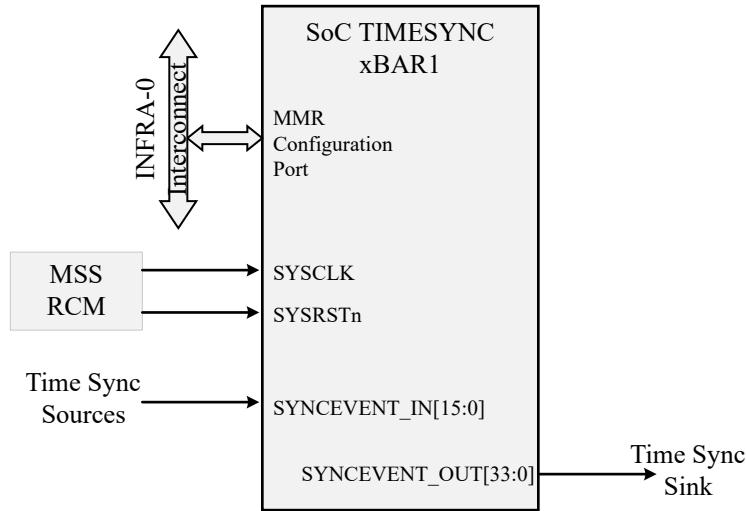 SoC TIMESYNC
xBAR1
INFRA-0
Interconnect
MMR
Configuration
Port
MSS
RCM
SYSCLK
SYSRSTn
Time Sync
Sources
SYNCEVENT_IN[15:0]
SYNCEVENT_OUT[33:0]
Time Sync
Sink